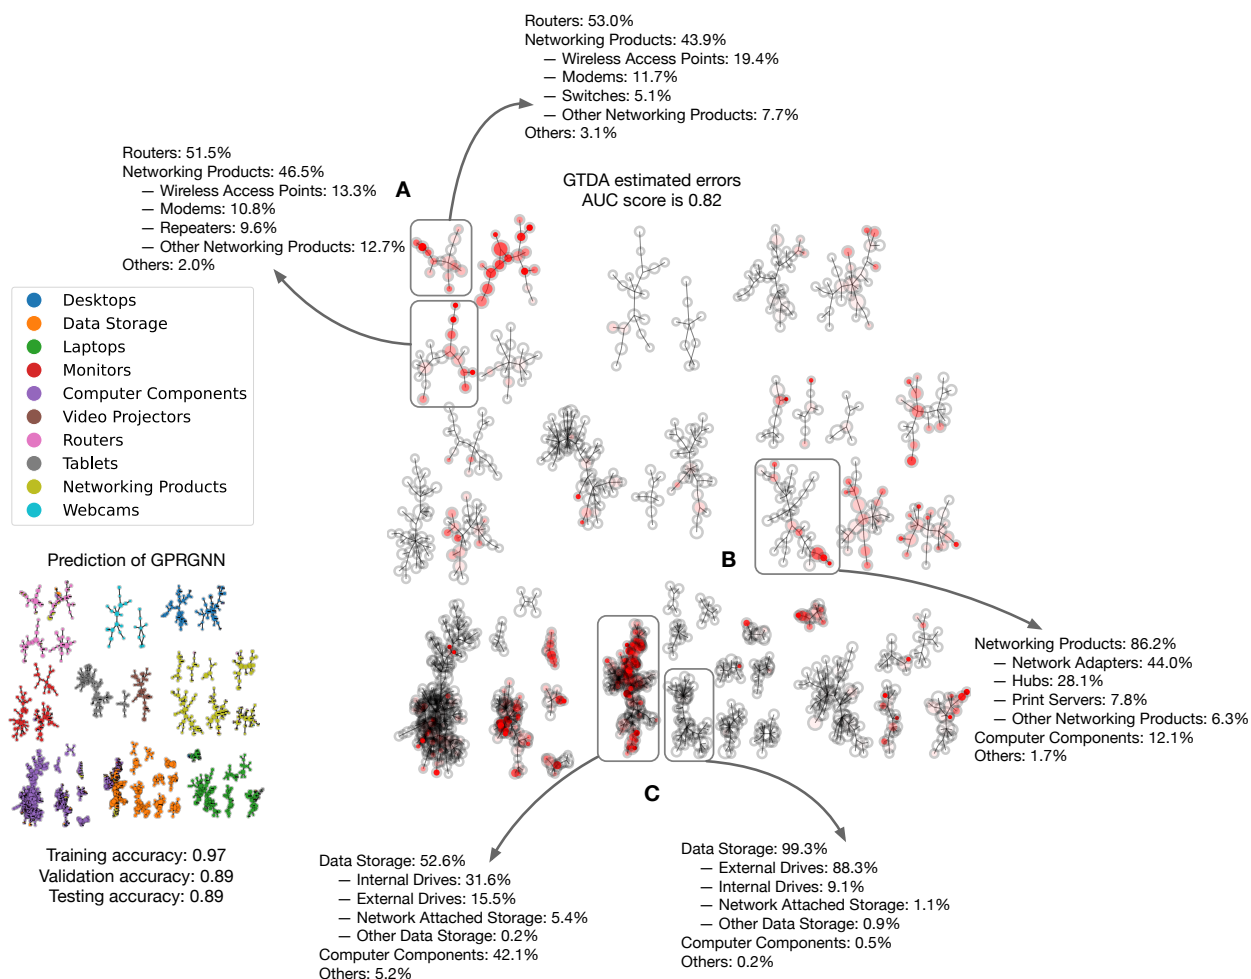 Routers: 53.0%
Networking Products: 43.9%
— Wireless Access Points: 19.4%
— Modems: 11.7%
— Switches: 5.1%
— Other Networking Products: 7.7%
Others: 3.1%
Routers: 51.5%
Networking Products: 46.5%
— Wireless Access Points: 13.3%
— Modems: 10.8%
— Repeaters: 9.6%
— Other Networking Products: 12.7%
Others: 2.0%
A
GTDA estimated errors
AUC score is 0.82
Desktops
Data Storage
Laptops
Monitors
Computer Components
Video Projectors
Routers
Tablets
Networking Products
Webcams
B
Prediction of GPRGNN
Training accuracy: 0.97
Validation accuracy: 0.89
Testing accuracy: 0.89
Networking Products: 86.2%
— Network Adapters: 44.0%
— Hubs: 28.1%
— Print Servers: 7.8%
— Other Networking Products: 6.3%
Computer Components: 12.1%
Others: 1.7%
C
Data Storage: 52.6%
— Internal Drives: 31.6%
— External Drives: 15.5%
— Network Attached Storage: 5.4%
— Other Data Storage: 0.2%
Computer Components: 42.1%
Others: 5.2%
Data Storage: 99.3%
— External Drives: 88.3%
— Internal Drives: 9.1%
— Network Attached Storage: 1.1%
— Other Data Storage: 0.9%
Computer Components: 0.5%
Others: 0.2%